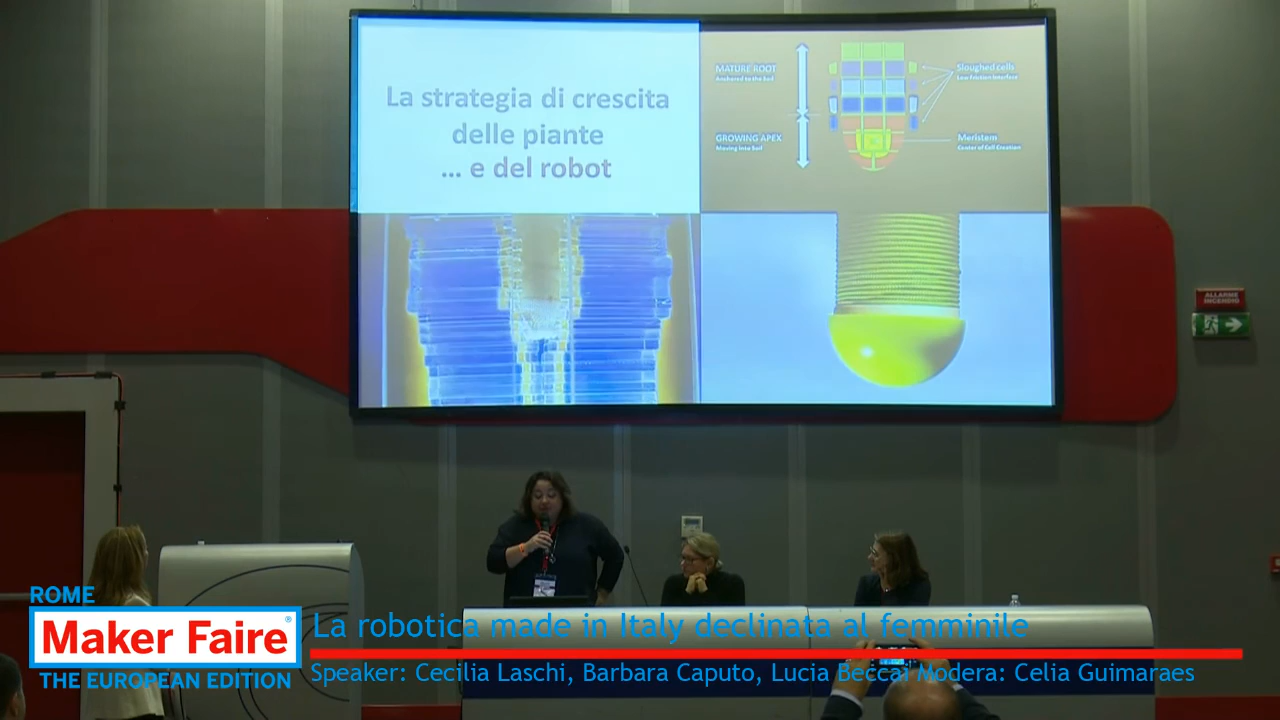 La strategia di crescita
delle piante
... e del robot
MATURE ROOT
Anchored to the Soil
GROWING APEX
Moving into Soil
Sloughed cells
Low-friction interface
Meristem
Center of Cell Creation
ALLARME
INCENDIO
ROME
Maker Faire®
THE EUROPEAN EDITION
La robotica made in Italy declinata al femminile
Speaker: Cecilia Laschi, Barbara Caputo, Lucia Beccai Modera: Celia Guimaraes